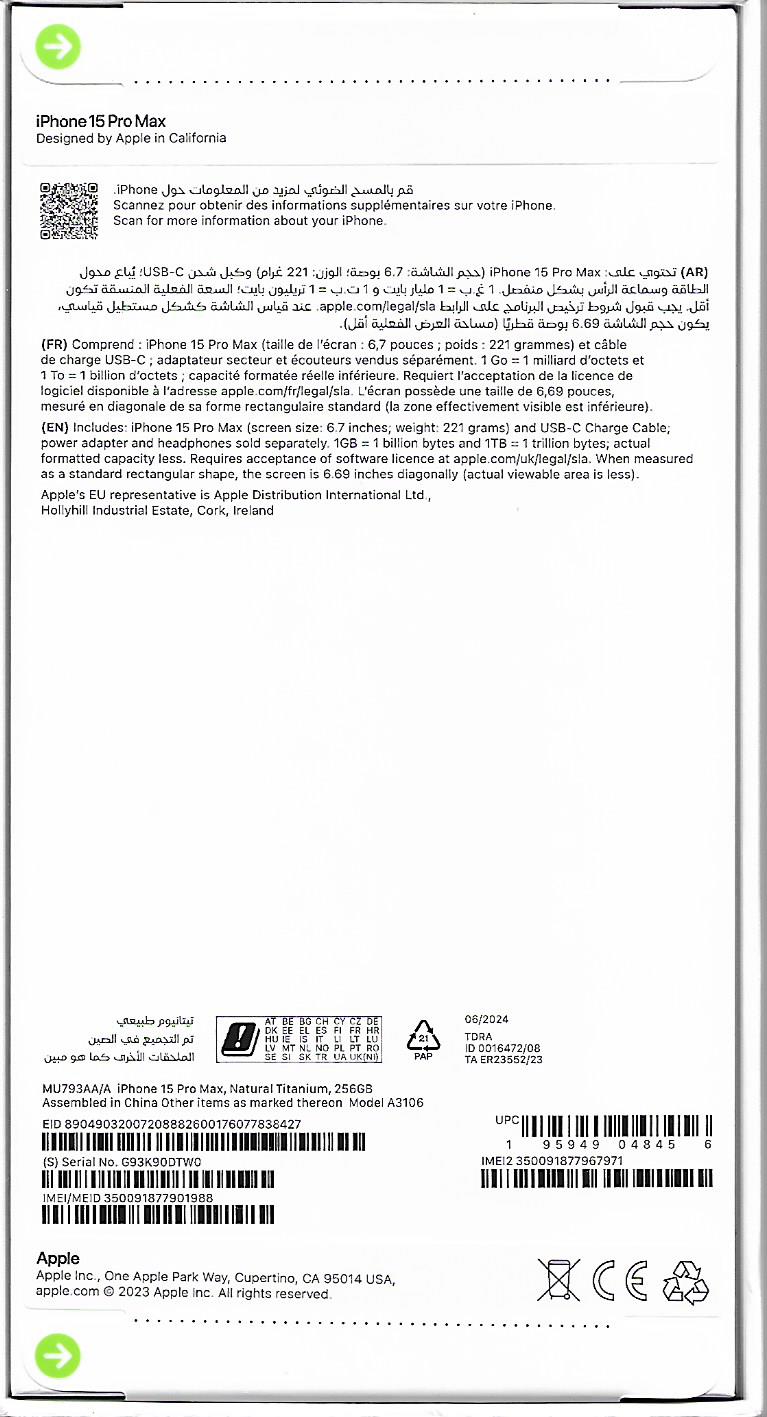 iPhone 15 Pro Max
Designed by Apple in California
قم بالمسح الضوئي لمزيد من المعلومات حول iPhone.
Scannez pour obtenir des informations supplémentaires sur votre iPhone.
Scan for more information about your iPhone.
(AR) تحتوي على: iPhone 15 Pro Max (حجم الشاشة: 6.7 بوصة؛ الوزن: 221 غرام) وكبل شحن USB-C؛ يُباع محول
الطاقة وسماعة الرأس بشكل منفصل. 1 غ.ب = 1 مليار بايت و 1 ت.ب = 1 تريليون بايت؛ السعة الفعلية المنسقة تكون
أقل. يجب قبول شروط ترخيص البرنامج على الرابط apple.com/legal/sla. عند قياس الشاشة كشكل مستطيل قياسي،
يكون حجم الشاشة 6.69 بوصة قطريًا (مساحة العرض الفعلية أقل).
(FR) Comprend : iPhone 15 Pro Max (taille de l'écran : 6,7 pouces ; poids : 221 grammes) et câble
de charge USB-C ; adaptateur secteur et écouteurs vendus séparément. 1 Go = 1 milliard d'octets et
1 To = 1 billion d'octets ; capacité formatée réelle inférieure. Requiert l'acceptation de la licence de
logiciel disponible à l'adresse apple.com/fr/legal/sla. L'écran possède une taille de 6,69 pouces,
mesuré en diagonale de sa forme rectangulaire standard (la zone effectivement visible est inférieure).
(EN) Includes: iPhone 15 Pro Max (screen size: 6.7 inches; weight: 221 grams) and USB-C Charge Cable;
power adapter and headphones sold separately. 1GB = 1 billion bytes and 1TB = 1 trillion bytes; actual
formatted capacity less. Requires acceptance of software licence at apple.com/uk/legal/sla. When measured
as a standard rectangular shape, the screen is 6.69 inches diagonally (actual viewable area is less).
Apple's EU representative is Apple Distribution International Ltd.,
Hollyhill Industrial Estate, Cork, Ireland
تيتانيوم طبيعي
تم التجميع في الصين
الملحقات الأخرى كما هو مبين
AT BE BG CH CY CZ DE
DK EE EL ES FI FR HR
HU IE IS IT LI LT LU
LV MT NL NO PL PT RO
SE SI SK TR UA UK(NI)
21
PAP
06/2024
TDRA
ID 0016472/08
TA ER23552/23
MU793AA/A iPhone 15 Pro Max, Natural Titanium, 256GB
Assembled in China Other items as marked thereon Model A3106
EID 89049032007208882600176077838427
(S) Serial No. G93K90DTW0
IMEI/MEID 350091877901988
UPC
1 95949 04845 6
IMEI2 350091877967971
Apple
Apple Inc., One Apple Park Way, Cupertino, CA 95014 USA,
apple.com © 2023 Apple Inc. All rights reserved.
CE